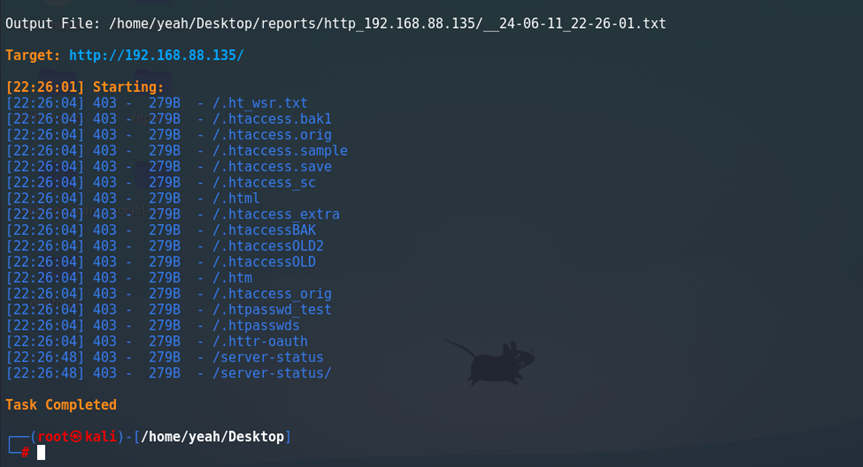 Output File: /home/yeah/Desktop/reports/http_192.168.88.135/__24-06-11_22-26-01.txt
Target: http://192.168.88.135/
[22:26:01] Starting:
[22:26:04] 403 -  279B  - /.ht_wsr.txt
[22:26:04] 403 -  279B  - /.htaccess.bak1
[22:26:04] 403 -  279B  - /.htaccess.orig
[22:26:04] 403 -  279B  - /.htaccess.sample
[22:26:04] 403 -  279B  - /.htaccess.save
[22:26:04] 403 -  279B  - /.htaccess_sc
[22:26:04] 403 -  279B  - /.html
[22:26:04] 403 -  279B  - /.htaccess_extra
[22:26:04] 403 -  279B  - /.htaccessBAK
[22:26:04] 403 -  279B  - /.htaccessOLD2
[22:26:04] 403 -  279B  - /.htaccessOLD
[22:26:04] 403 -  279B  - /.htm
[22:26:04] 403 -  279B  - /.htaccess_orig
[22:26:04] 403 -  279B  - /.htpasswd_test
[22:26:04] 403 -  279B  - /.htpasswds
[22:26:04] 403 -  279B  - /.httr-oauth
[22:26:48] 403 -  279B  - /server-status
[22:26:48] 403 -  279B  - /server-status/
Task Completed
┌──(root㉿kali)-[/home/yeah/Desktop]
└─#